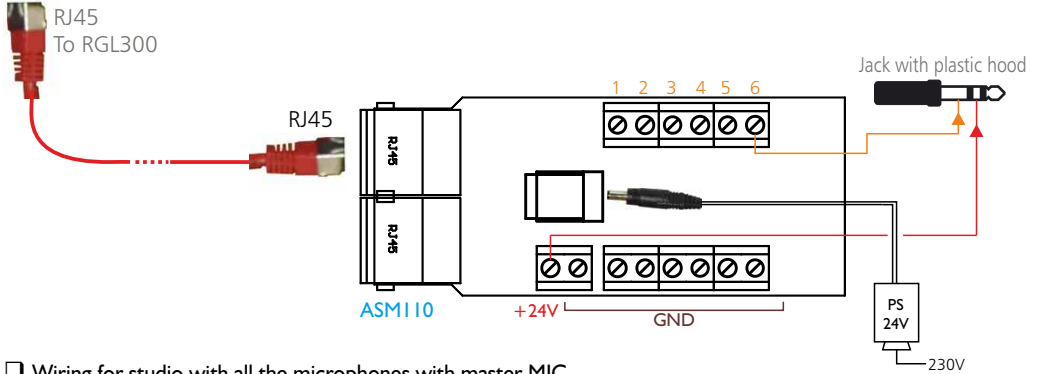 RJ45
To RGL300
Jack with plastic hood
1 2 3 4 5 6
RJ45
RJ45
RJ45
ASM110
+24V
GND
PS
24V
230V
❑ Wiring for studio with all the microphones with master MIC